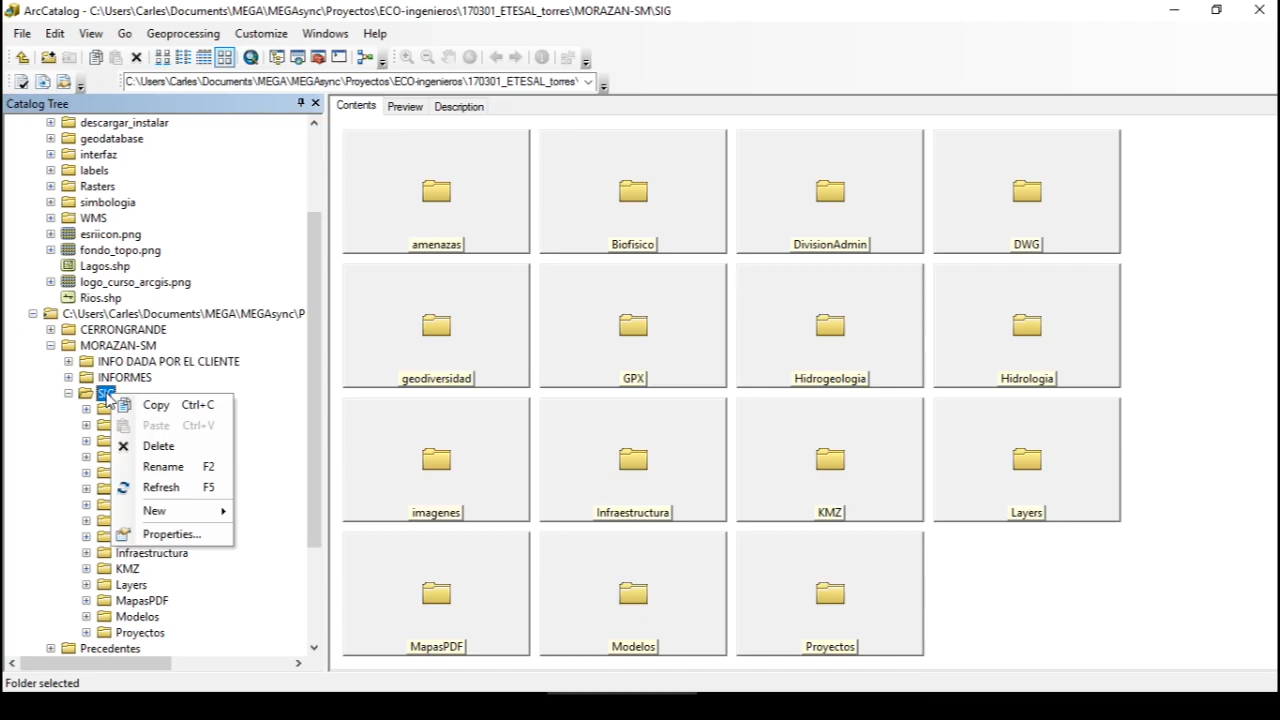 ArcCatalog - C:\Users\Carles\Documents\MEGA\MEGAsync\Proyectos\ECO-ingenieros\170301_ETESAL_torres\MORAZAN-SM\SIG
File Edit View Go Geoprocessing Customize Windows Help
C:\Users\Carles\Documents\MEGA\MEGAsync\Proyectos\ECO-ingenieros\170301_ETESAL_torres\
Catalog Tree
descargar_instalar
geodatabase
interfaz
labels
Rasters
simbologia
WMS
esriicon.png
fondo_topo.png
Lagos.shp
logo_curso_arcgis.png
Rios.shp
C:\Users\Carles\Documents\MEGA\MEGAsync\P
CERRONGRANDE
MORAZAN-SM
INFO DADA POR EL CLIENTE
INFORMES
SIG
Copy Ctrl+C
Paste Ctrl+V
Delete
Rename F2
Refresh F5
New
Properties...
Infraestructura
KMZ
Layers
MapasPDF
Modelos
Proyectos
Precedentes
Contents Preview Description
amenazas Biofisico DivisionAdmin DWG
geodiversidad GPX Hidrogeologia Hidrologia
imagenes Infraestructura KMZ Layers
MapasPDF Modelos Proyectos
Folder selected